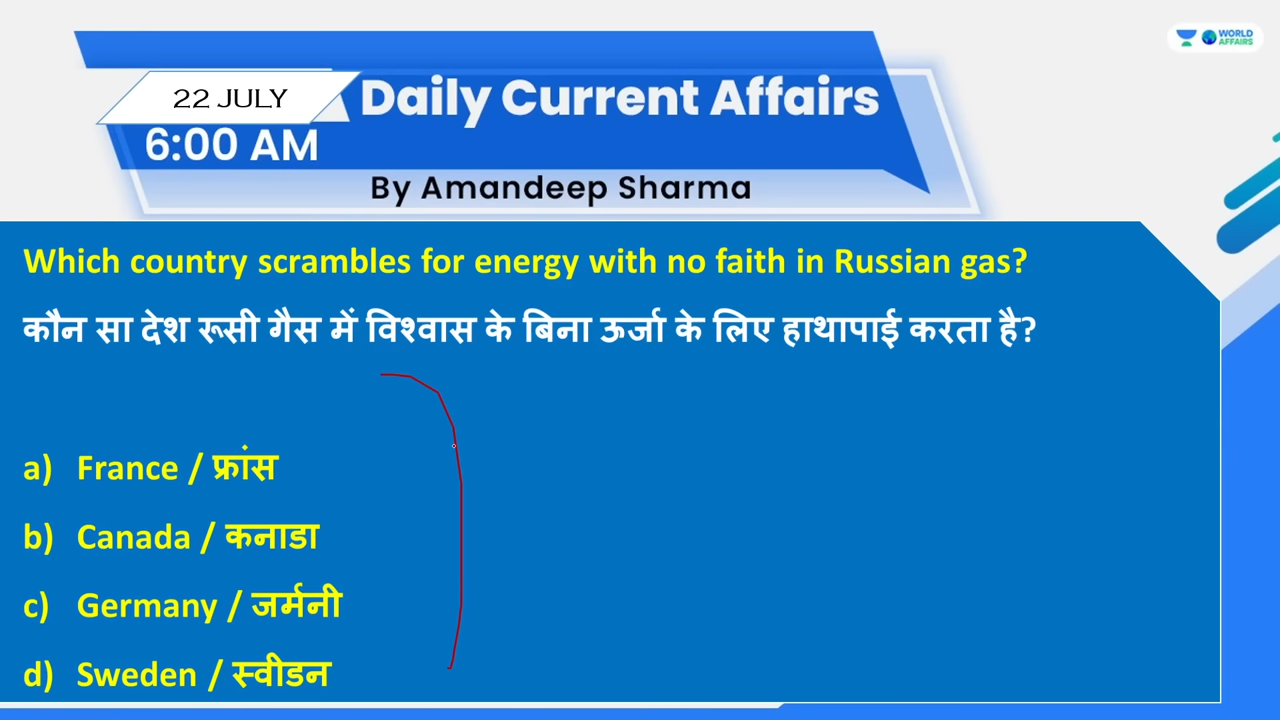 WORLD
AFFAIRS
22 JULY
Daily Current Affairs
6:00 AM
By Amandeep Sharma
Which country scrambles for energy with no faith in Russian gas?
कौन सा देश रूसी गैस में विश्वास के बिना ऊर्जा के लिए हाथापाई करता है?
a) France / फ्रांस
b) Canada / कनाडा
c) Germany / जर्मनी
d) Sweden / स्वीडन